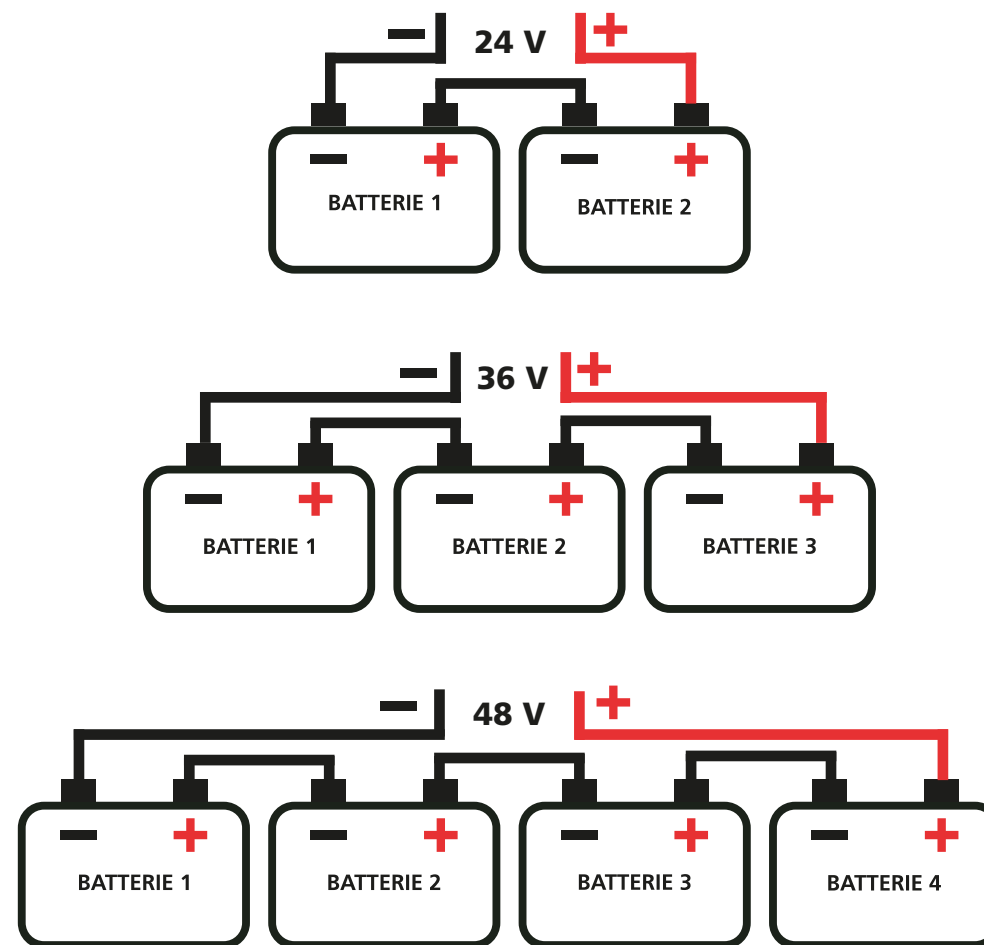 − 24 V +
− + − +
BATTERIE 1 BATTERIE 2
− 36 V +
− + − + − +
BATTERIE 1 BATTERIE 2 BATTERIE 3
− 48 V +
− + − + − + − +
BATTERIE 1 BATTERIE 2 BATTERIE 3 BATTERIE 4